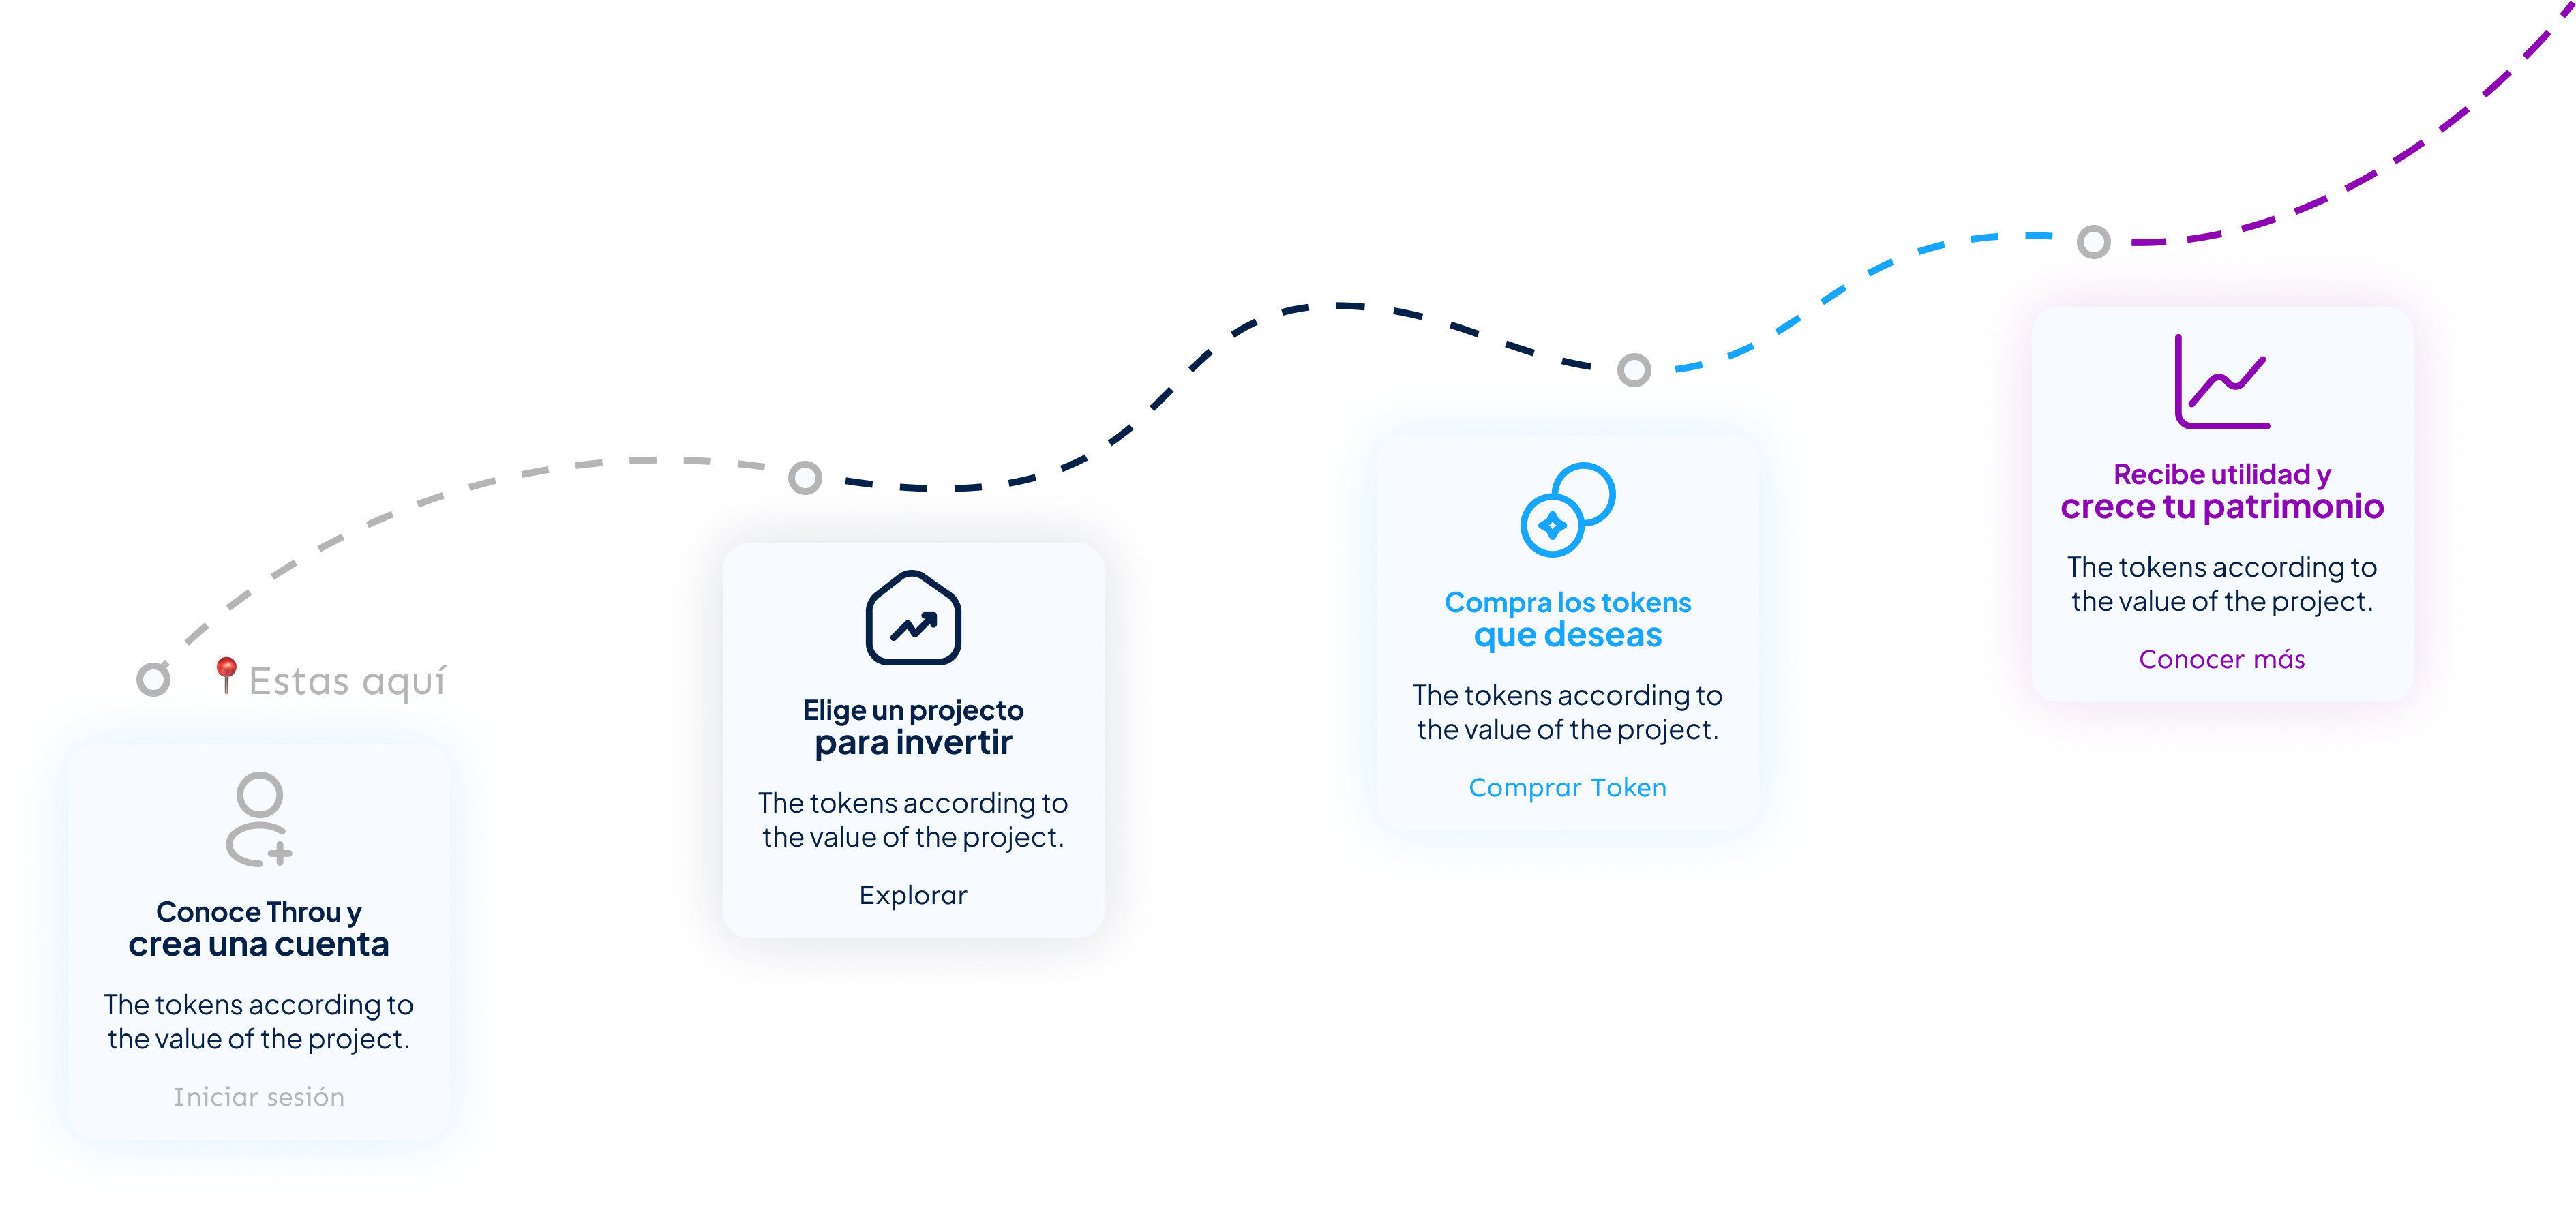 📍Estas aquí
Conoce Throu y
crea una cuenta
The tokens according to
the value of the project.
Iniciar sesión
Elige un projecto
para invertir
The tokens according to
the value of the project.
Explorar
Compra los tokens
que deseas
The tokens according to
the value of the project.
Comprar Token
Recibe utilidad y
crece tu patrimonio
The tokens according to
the value of the project.
Conocer más